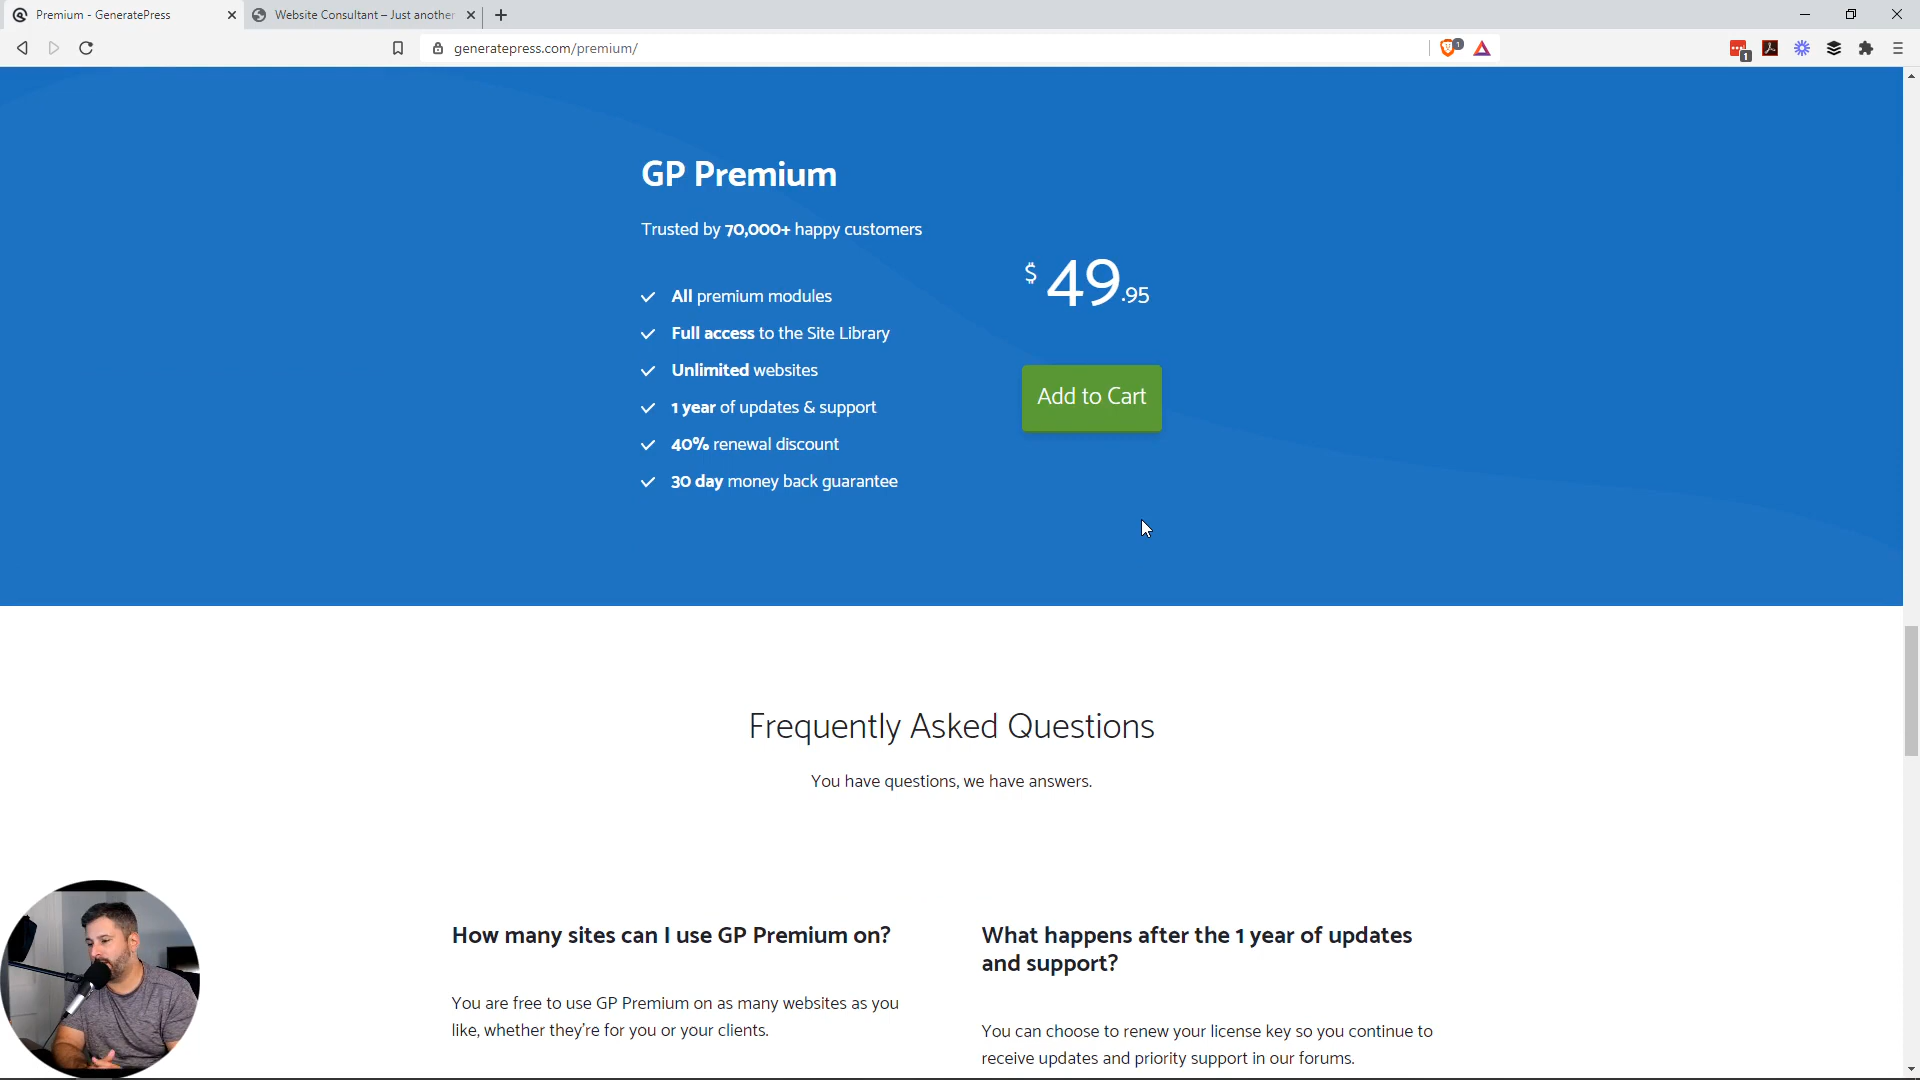 Premium - GeneratePress
Website Consultant – Just another
generatepress.com/premium/
1
1
GP Premium
Trusted by 70,000+ happy customers
$ 49.95
All premium modules
Full access to the Site Library
Unlimited websites
1 year of updates & support
40% renewal discount
30 day money back guarantee
Add to Cart
Frequently Asked Questions
You have questions, we have answers.
How many sites can I use GP Premium on?
You are free to use GP Premium on as many websites as you
like, whether they're for you or your clients.
What happens after the 1 year of updates
and support?
You can choose to renew your license key so you continue to
receive updates and priority support in our forums.